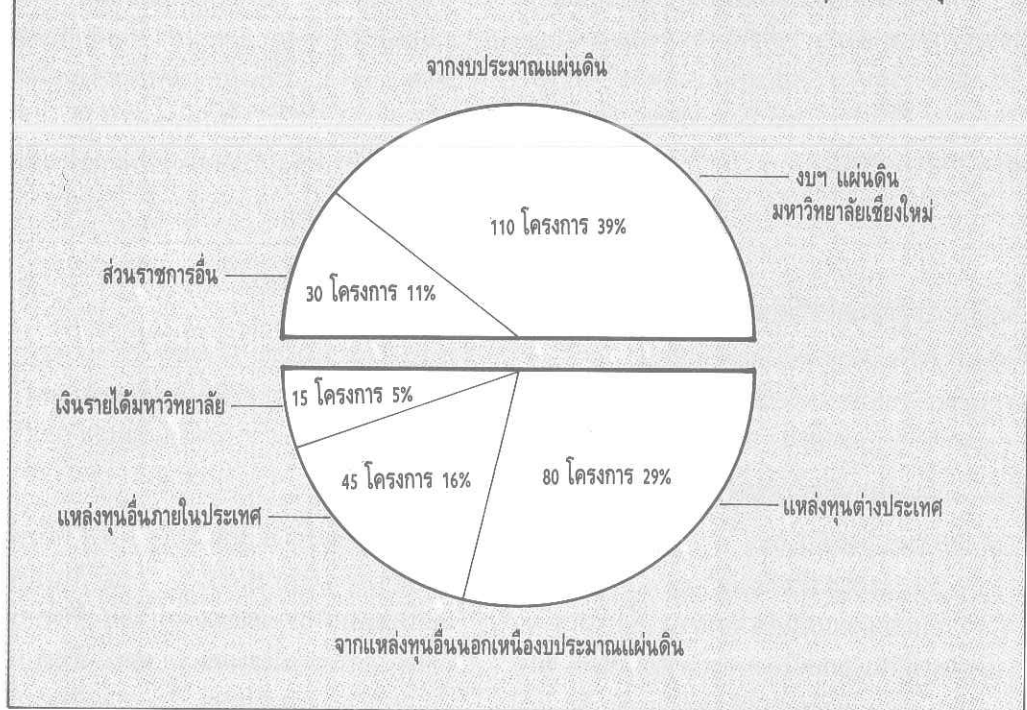 จากงบประมาณแผ่นดิน
งบฯ แผ่นดิน
มหาวิทยาลัยเชียงใหม่
110 โครงการ 39%
ส่วนราชการอื่น
30 โครงการ 11%
15 โครงการ 5%
เงินรายได้มหาวิทยาลัย
45 โครงการ 16%
80 โครงการ 29%
แหล่งทุนอื่นภายในประเทศ
แหล่งทุนต่างประเทศ
จากแหล่งทุนอื่นนอกเหนืองบประมาณแผ่นดิน